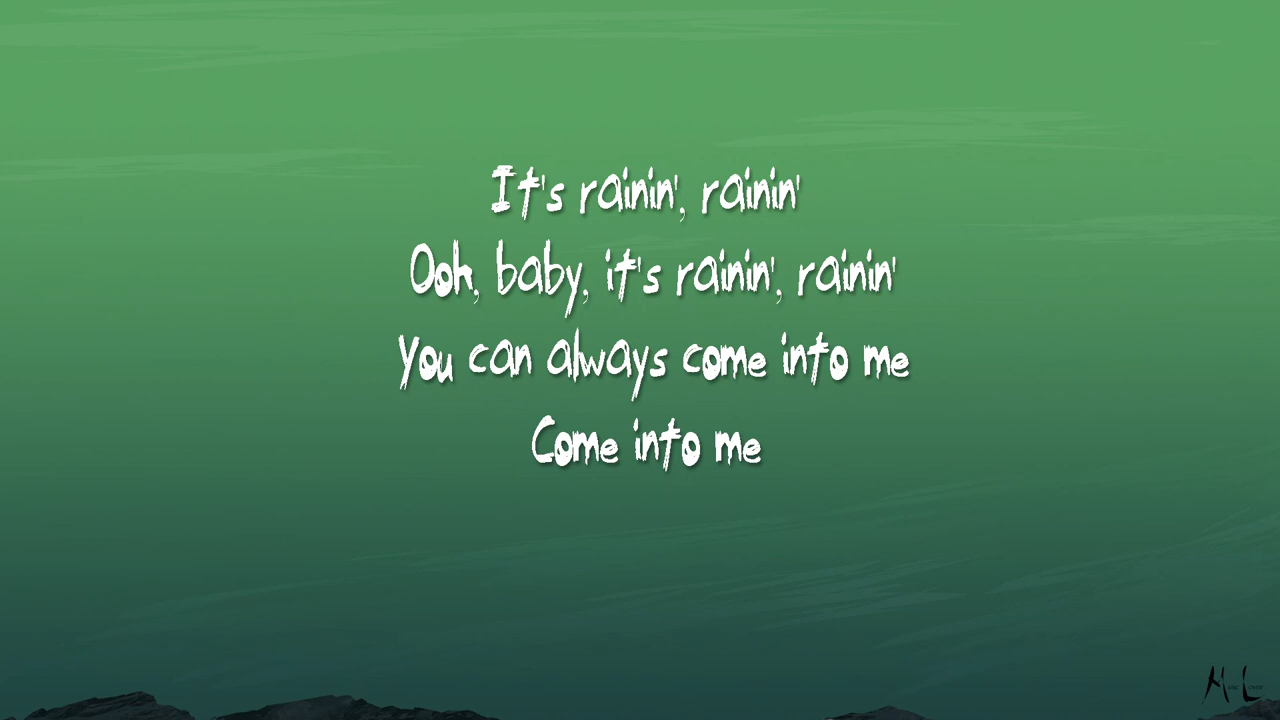 It's rainin', rainin'
Ooh, baby, it's rainin', rainin'
You can always come into me
Come into me